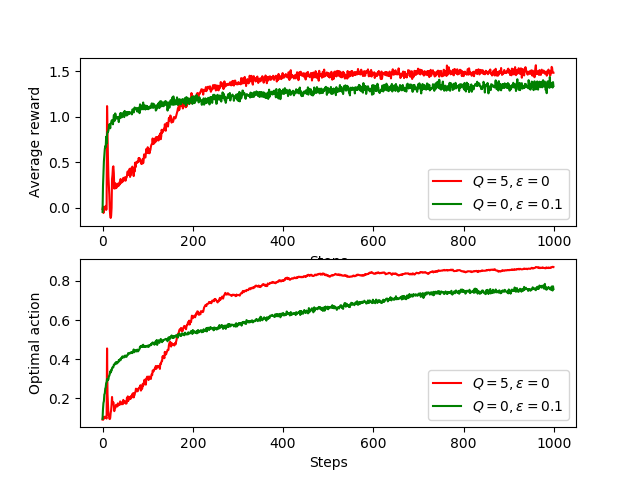 Average reward
1.5
1.0
0.5
0.0
Q = 5, ε = 0
Q = 0, ε = 0.1
0 200 400 600 800 1000
Steps
Optimal action
0.8
0.6
0.4
0.2
Q = 5, ε = 0
Q = 0, ε = 0.1
0 200 400 600 800 1000
Steps